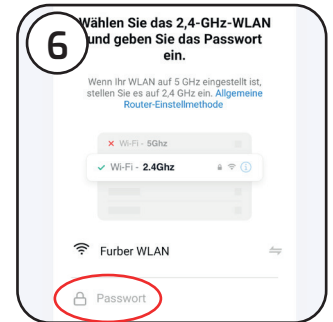 6
Wählen Sie das 2,4-GHz-WLAN
und geben Sie das Passwort
ein.
Wenn Ihr WLAN auf 5 GHz eingestellt ist,
stellen Sie es auf 2,4 GHz ein. Allgemeine
Router-Einstellmethode
Wi-Fi - 5Ghz
Wi-Fi - 2.4Ghz
Furber WLAN
Passwort